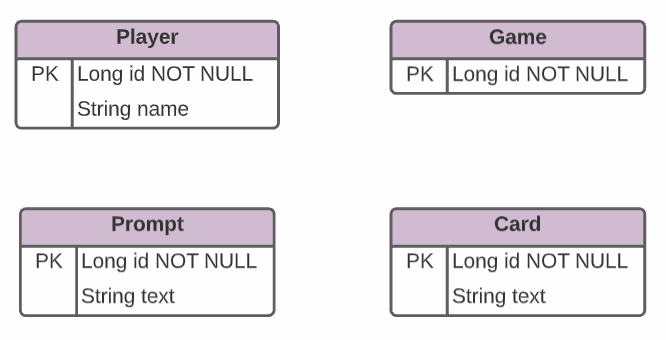 Player
PK Long id NOT NULL
String name
Game
PK Long id NOT NULL
Prompt
PK Long id NOT NULL
String text
Card
PK Long id NOT NULL
String text